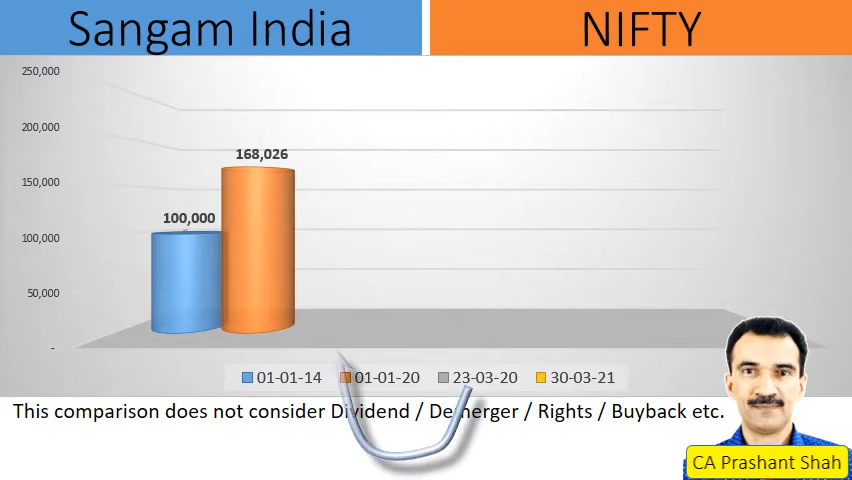 Sangam India
NIFTY
250,000
200,000
150,000
100,000
50,000
-
168,026
100,000
01-01-14 01-01-20 23-03-20 30-03-21
This comparison does not consider Dividend / Demerger / Rights / Buyback etc.
CA Prashant Shah